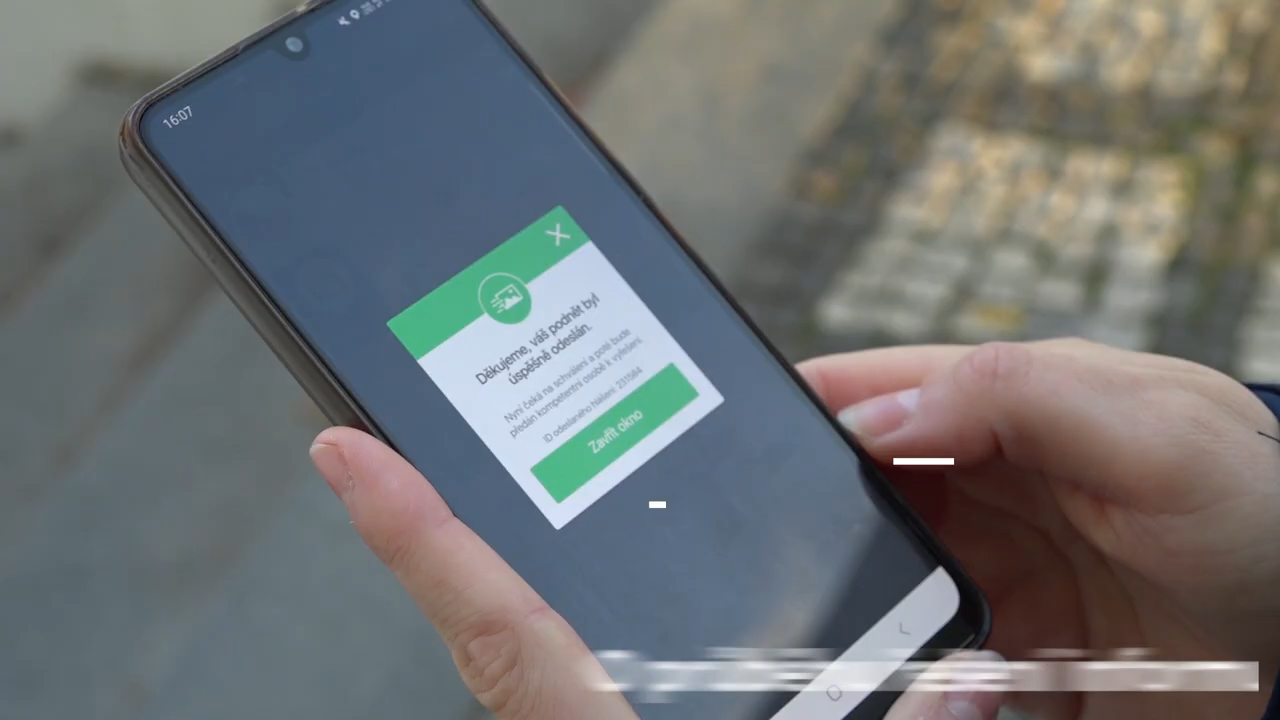 16:07
Děkujeme, váš podnět byl
úspěšně odeslán.
Nyní čeká na schválení a poté bude
předán kompetentní osobě k vyřešení.
ID odeslaného hlášení: 231584
Zavřít okno